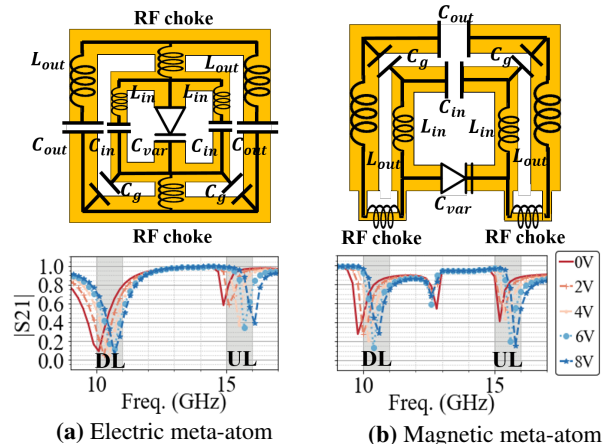 RF choke
L_out
L_out
L_in
L_in
C_out
C_in
C_var
C_in
C_out
C_g
C_g
RF choke
C_out
C_g
C_g
C_in
L_in
L_in
L_out
L_out
C_var
RF choke
RF choke
|S21|
1.0
0.8
0.6
0.4
0.2
0.0
DL
UL
10
15
Freq. (GHz)
DL
UL
10
15
Freq. (GHz)
0V
2V
4V
6V
8V
(a) Electric meta-atom
(b) Magnetic meta-atom